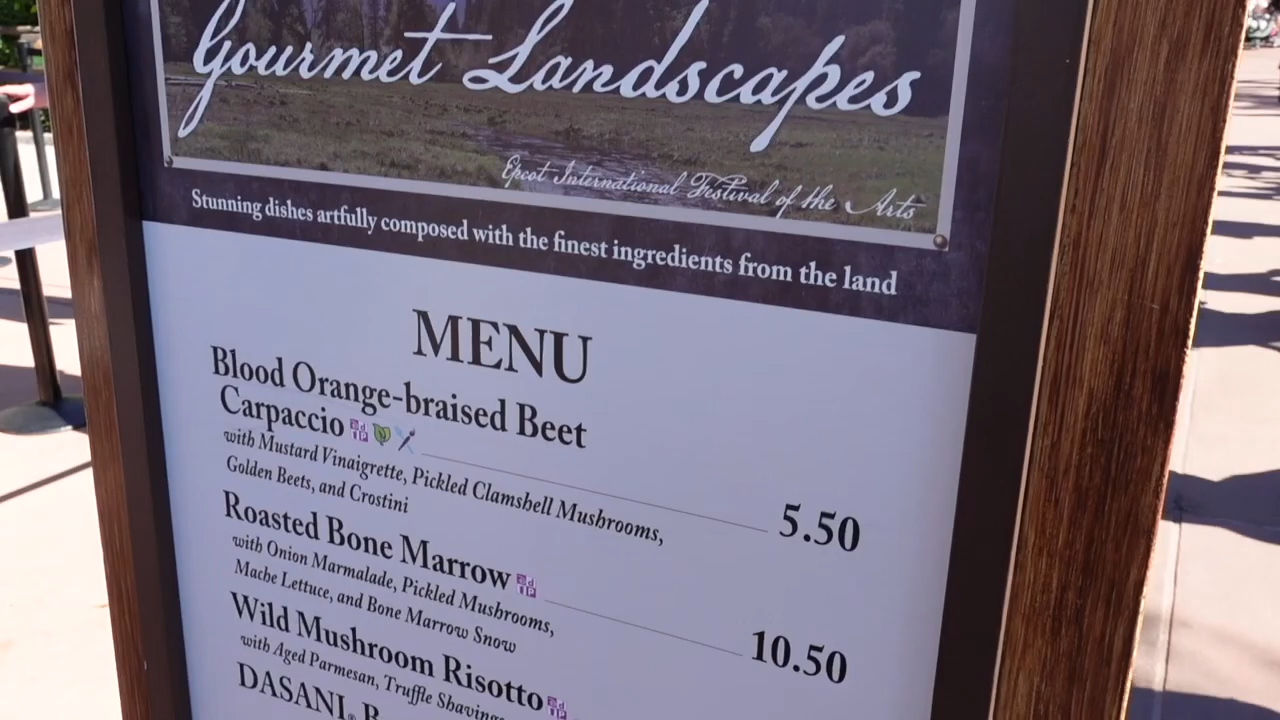 Gourmet Landscapes
Epcot International Festival of the Arts
Stunning dishes artfully composed with the finest ingredients from the land
MENU
Blood Orange-braised Beet
Carpaccio
5.50
with Mustard Vinaigrette, Pickled Clamshell Mushrooms,
Golden Beets, and Crostini
Roasted Bone Marrow
10.50
with Onion Marmalade, Pickled Mushrooms,
Mache Lettuce, and Bone Marrow Snow
Wild Mushroom Risotto
with Aged Parmesan, Truffle Shavings
DASANI®